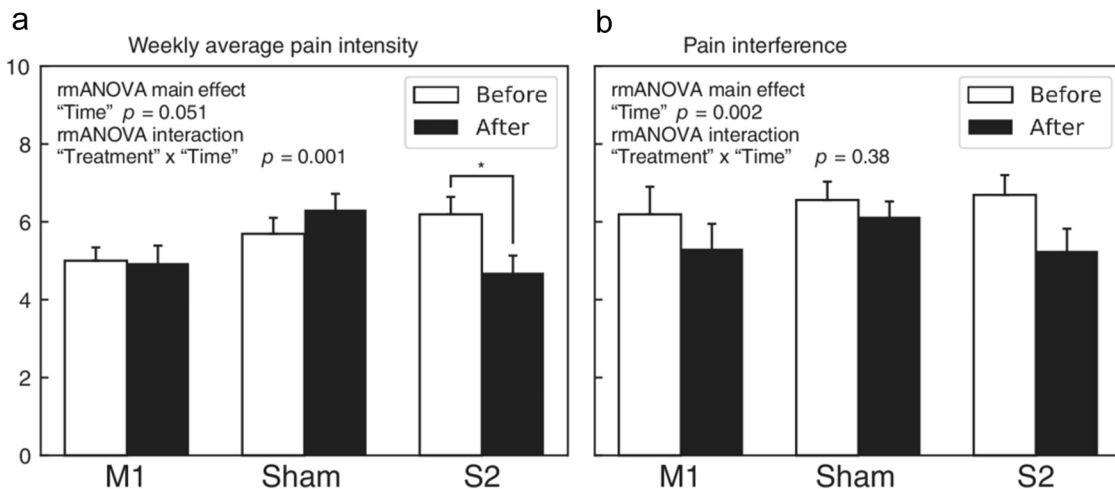 a
Weekly average pain intensity
10
8
6
4
2
0
rmANOVA main effect
“Time” p = 0.051
rmANOVA interaction
“Treatment” x “Time” p = 0.001
Before
After
*
M1 Sham S2
b
Pain interference
rmANOVA main effect
“Time” p = 0.002
rmANOVA interaction
“Treatment” x “Time” p = 0.38
Before
After
M1 Sham S2